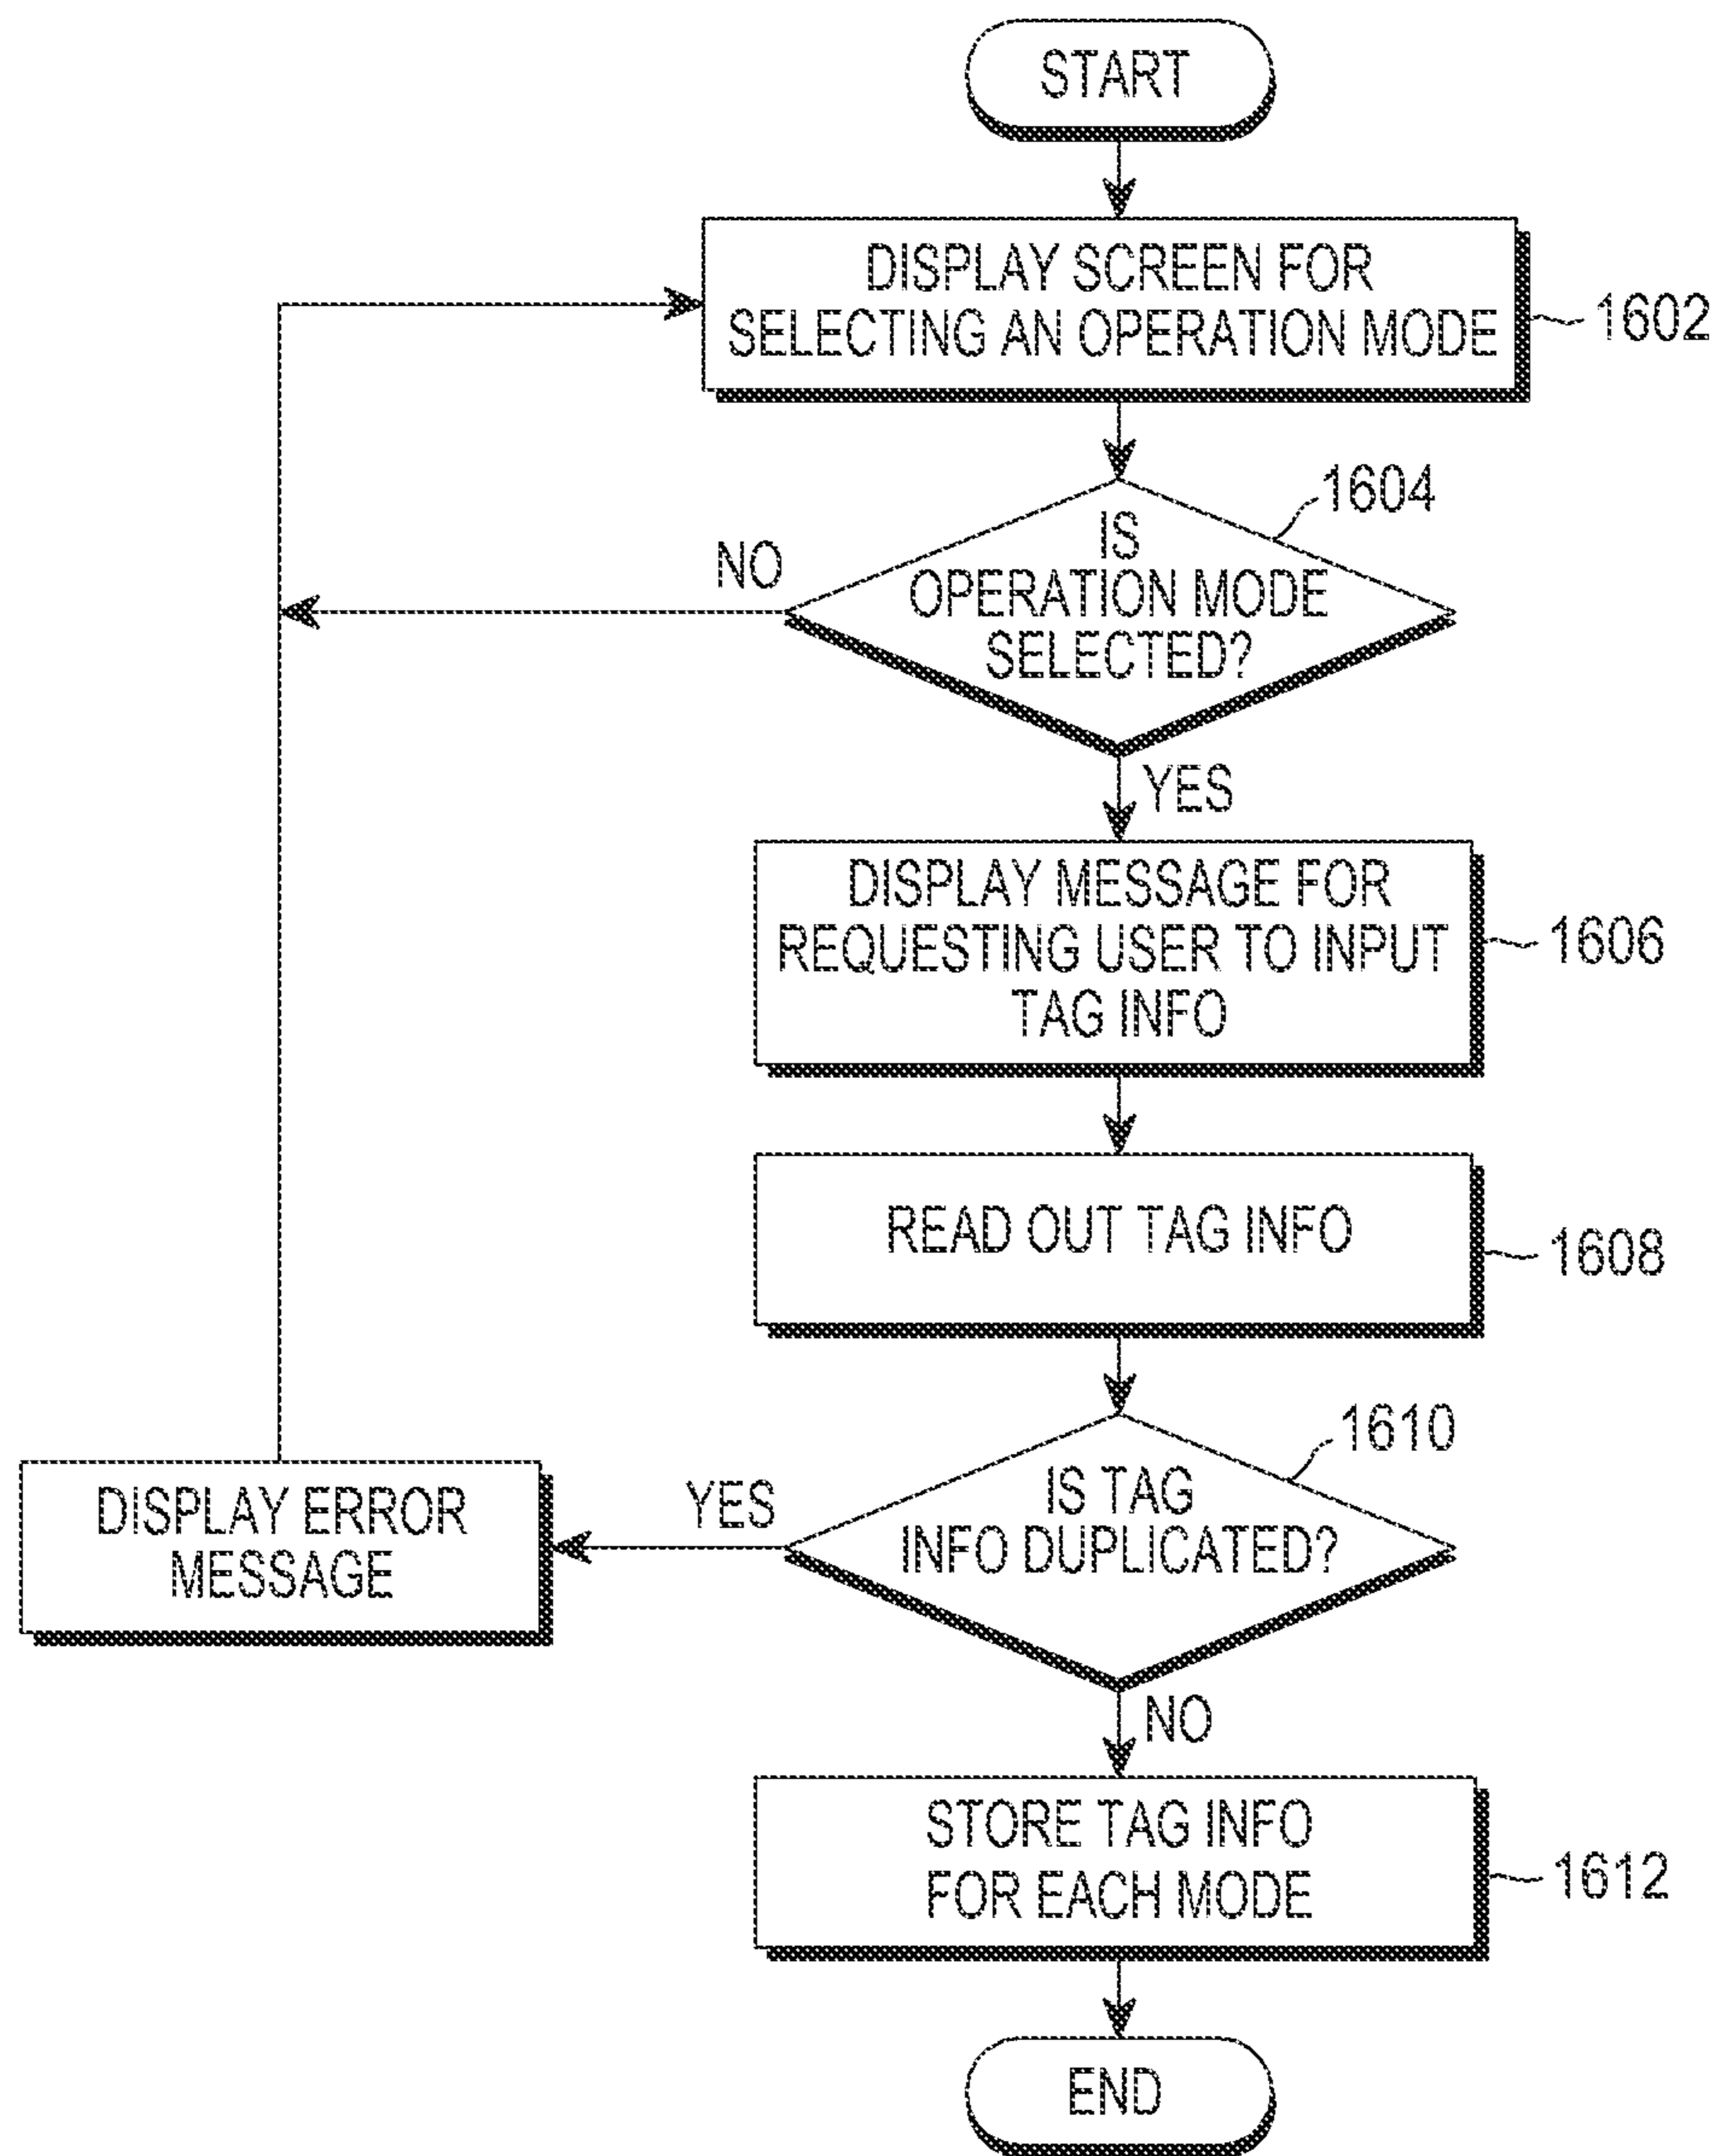 START
DISPLAY SCREEN FOR
SELECTING AN OPERATION MODE
1602
1604
IS
OPERATION MODE
SELECTED?
NO
YES
DISPLAY MESSAGE FOR
REQUESTING USER TO INPUT
TAG INFO
1606
READ OUT TAG INFO
1608
1610
IS TAG
INFO DUPLICATED?
YES
DISPLAY ERROR
MESSAGE
NO
STORE TAG INFO
FOR EACH MODE
1612
END